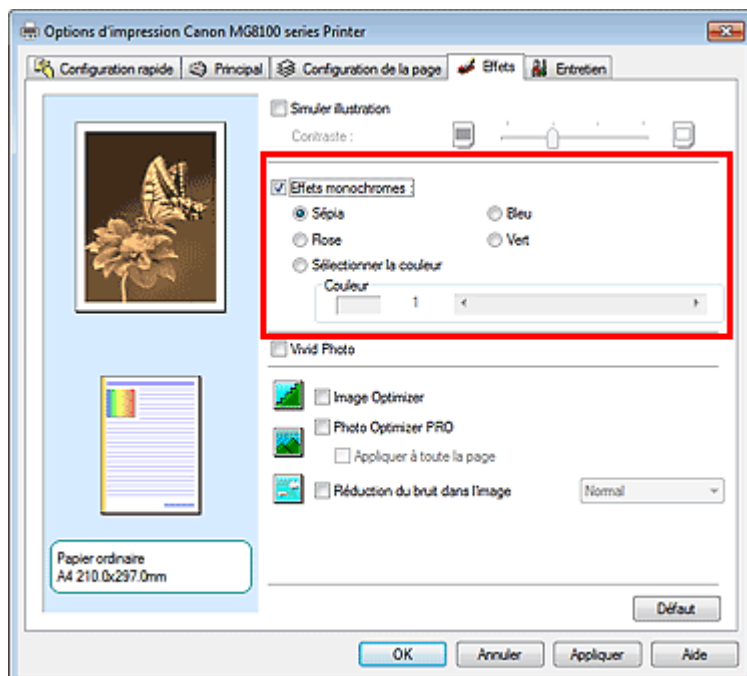 Options d'impression Canon MG8100 series Printer
Configuration rapide Principal Configuration de la page Effets Entretien
Simuler illustration
Contraste :
Effets monochromes :
Sépia Bleu
Rose Vert
Sélectionner la couleur
Couleur
1
Vivid Photo
Image Optimizer
Photo Optimizer PRO
Appliquer à toute la page
Réduction du bruit dans l'image Normal
Papier ordinaire
A4 210.0x297.0mm
Défaut
OK Annuler Appliquer Aide